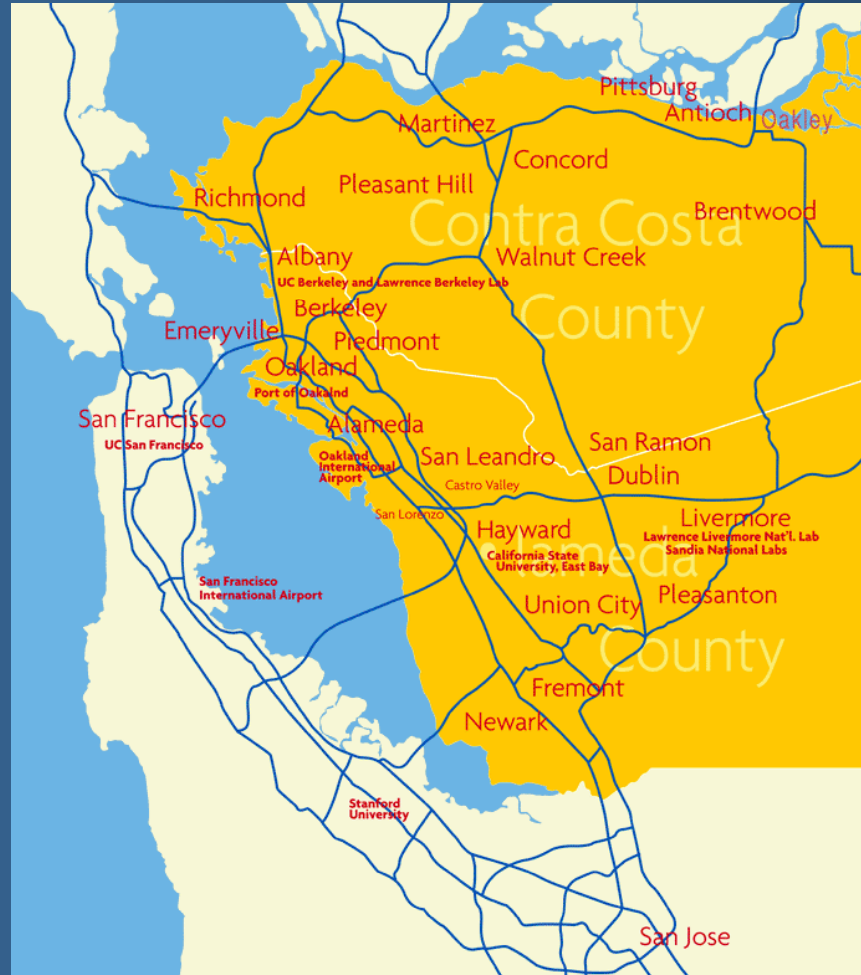 Pittsburg
Antioch
Oakley
Martinez
Concord
Pleasant Hill
Richmond
Contra Costa
Brentwood
Albany
Walnut Creek
UC Berkeley and Lawrence Berkeley Lab
Berkeley
County
Emeryville
Piedmont
Oakland
Port of Oakalnd
San Francisco
Alameda
UC San Francisco
San Ramon
Oakland
International
Airport
San Leandro
Dublin
Castro Valley
San Lorenzo
Livermore
Hayward
Lawrence Livermore Nat'l. Lab
Sandia National Labs
Alameda
California State
University, East Bay
San Francisco
International Airport
Union City
Pleasanton
County
Fremont
Newark
Stanford
University
San Jose